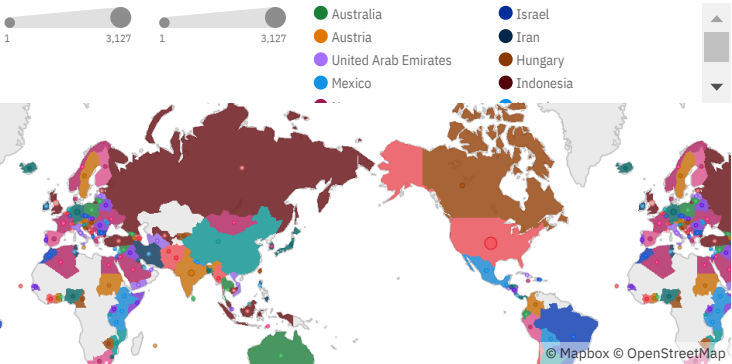 1 3,127
1 3,127
Australia
Austria
United Arab Emirates
Mexico
Israel
Iran
Hungary
Indonesia
© Mapbox © OpenStreetMap